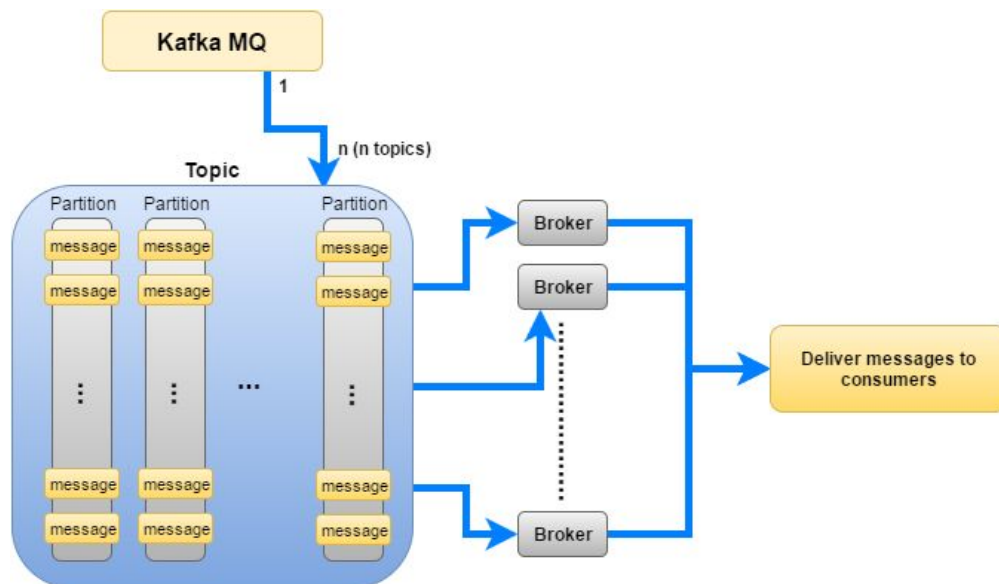 Kafka MQ
1
n (n topics)
Topic
Partition Partition Partition
message message message
message message message
⋮ ⋮ ... ⋮
message message message
message message message
Broker
Broker
Broker
Deliver messages to
consumers